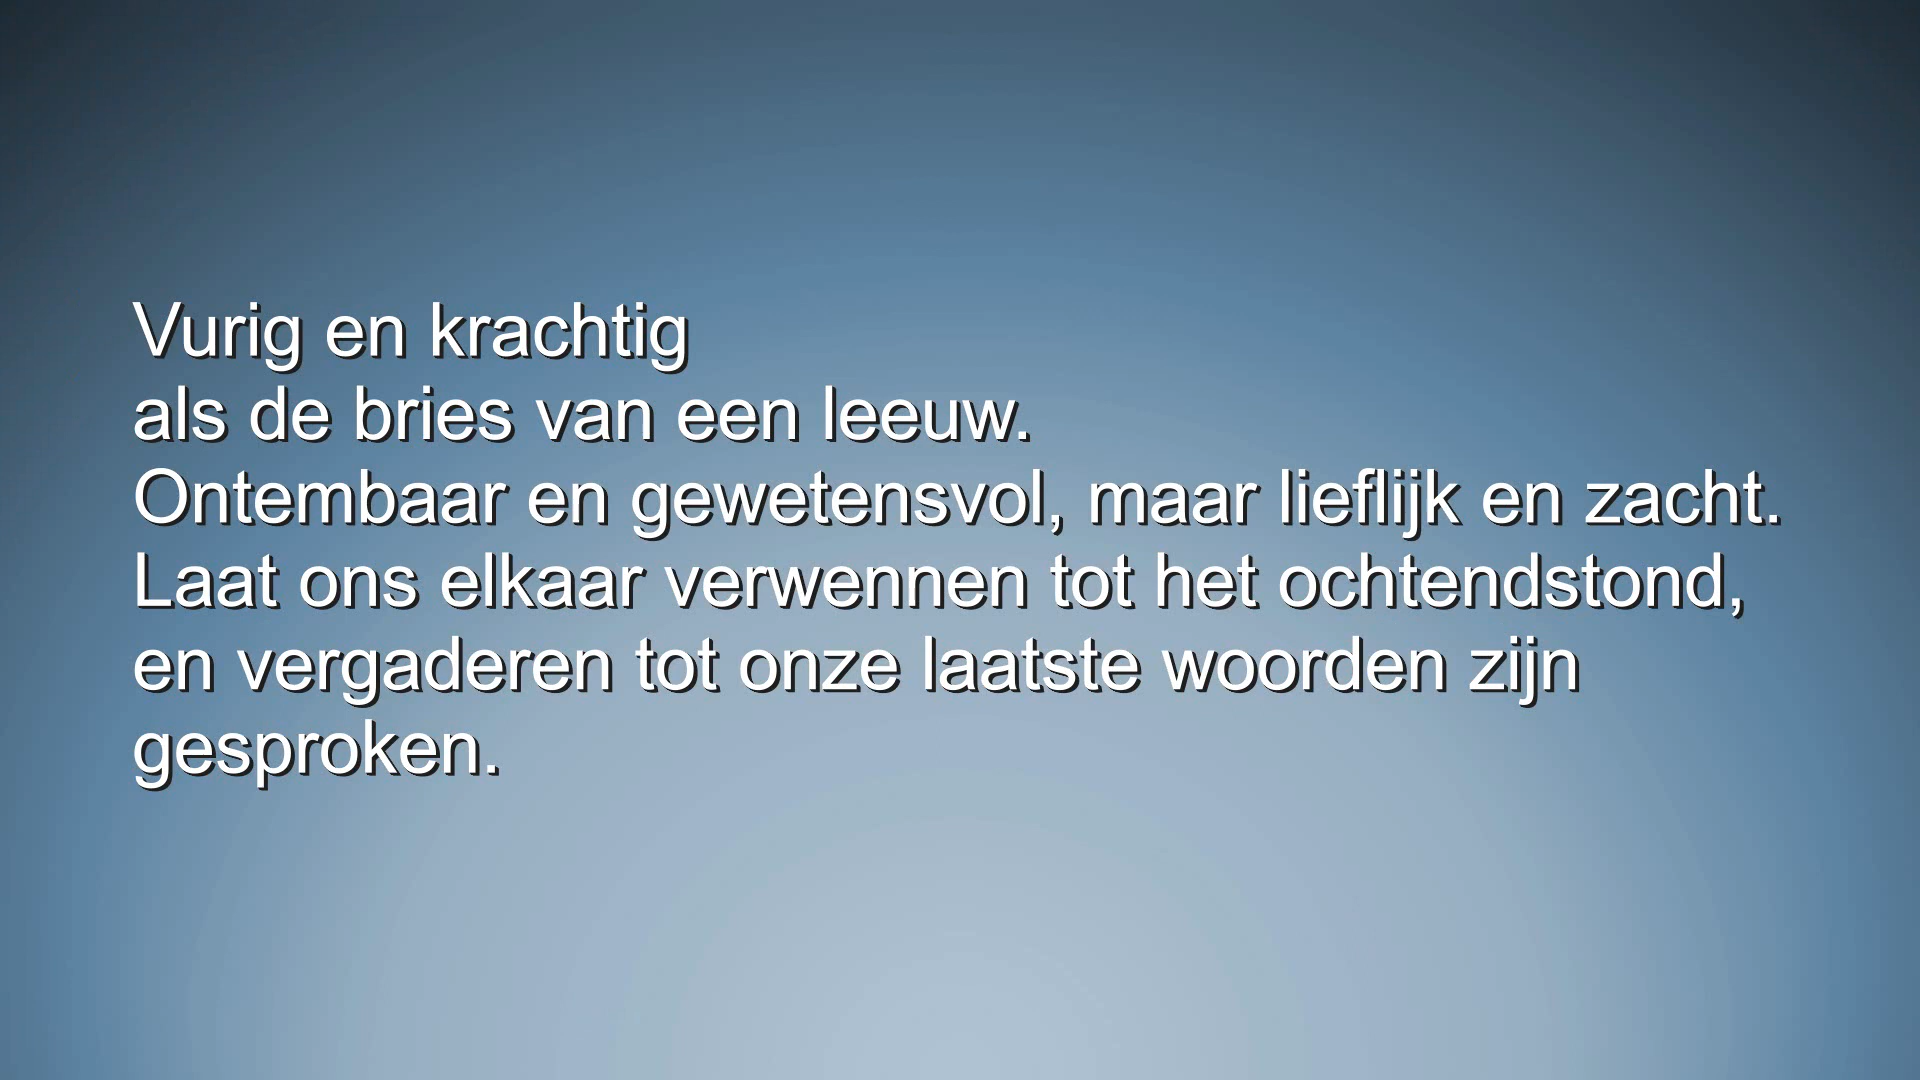 Vurig en krachtig
als de bries van een leeuw.
Ontembaar en gewetensvol, maar lieflijk en zacht.
Laat ons elkaar verwennen tot het ochtendstond,
en vergaderen tot onze laatste woorden zijn
gesproken.